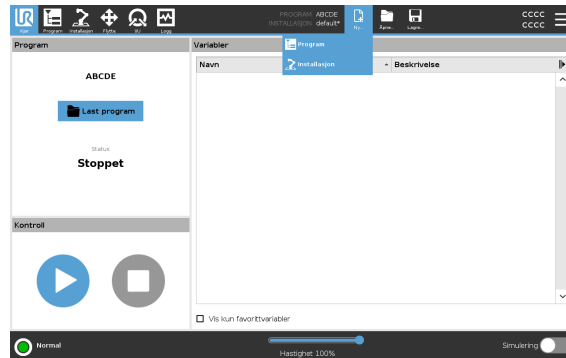 UR
PROGRAM ABCDE
INSTALLASJON default*
cccc
cccc
Kjør
Program
Installasjon
Flytte
I/U
Logg
Ny...
Åpne...
Lagre...
Program
Installasjon
Program
ABCDE
Last program
Status
Stoppet
Kontroll
Variabler
Navn
Beskrivelse
Vis kun favorittvariabler
Normal
Hastighet 100%
Simulering